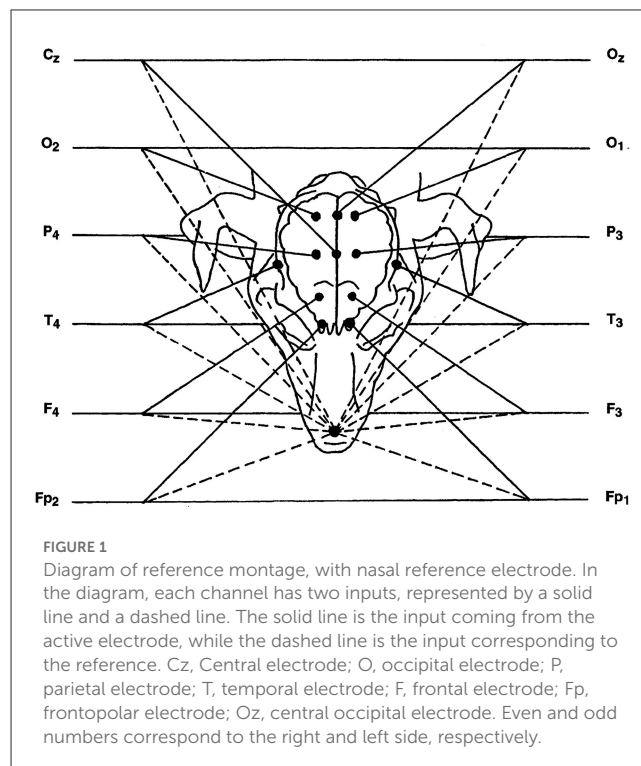 Cz Oz
O2 O1
P4 P3
T4 T3
F4 F3
Fp2 Fp1
FIGURE 1
Diagram of reference montage, with nasal reference electrode. In
the diagram, each channel has two inputs, represented by a solid
line and a dashed line. The solid line is the input coming from the
active electrode, while the dashed line is the input corresponding to
the reference. Cz, Central electrode; O, occipital electrode; P,
parietal electrode; T, temporal electrode; F, frontal electrode; Fp,
frontopolar electrode; Oz, central occipital electrode. Even and odd
numbers correspond to the right and left side, respectively.